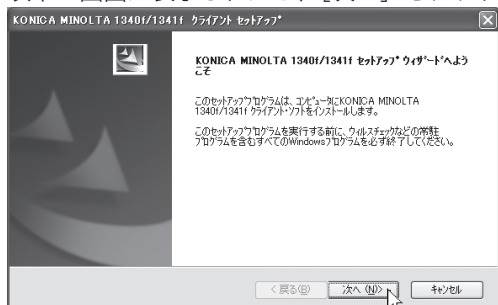 KONICA MINOLTA 1340f/1341f クライアント セットアップ
KONICA MINOLTA 1340f/1341f セットアップ ウィザードへよう
こそ
このセットアップ プログラムは、コンピュータにKONICA MINOLTA
1340f/1341f クライアント・ソフトをインストールします。
このセットアップ プログラムを実行する前に、ウィルスチェックなどの常駐
プログラムを含むすべてのWindowsプログラムを必ず終了してください。
< 戻る(B)
次へ (N)>
キャンセル